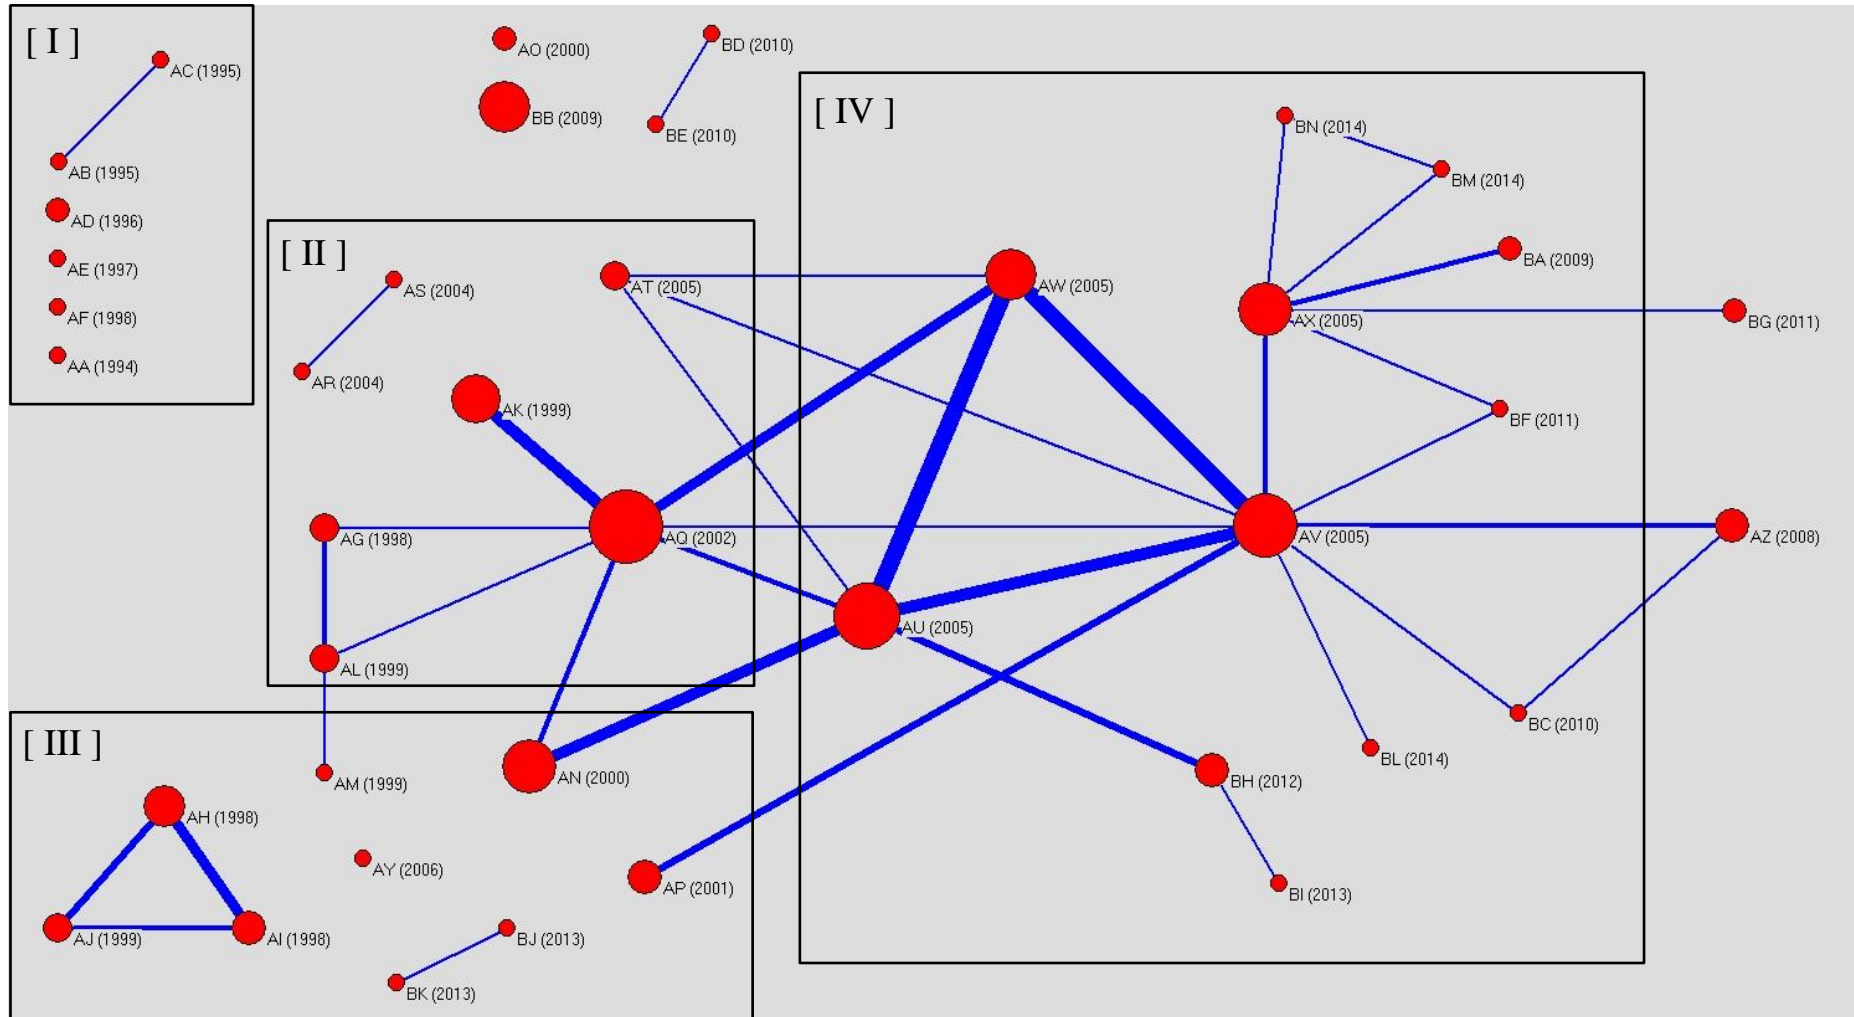 [ I ]
AC (1995)
AB (1995)
AD (1996)
AE (1997)
AF (1998)
AA (1994)
AO (2000)
BB (2009)
BD (2010)
BE (2010)
[ II ]
AS (2004)
AR (2004)
AT (2005)
AK (1999)
AG (1998)
AQ (2002)
AL (1999)
[ III ]
AM (1999)
AN (2000)
AH (1998)
AY (2006)
AP (2001)
AJ (1999)
AI (1998)
BJ (2013)
BK (2013)
[ IV ]
BN (2014)
BM (2014)
BA (2009)
AW (2005)
AX (2005)
BG (2011)
BF (2011)
AV (2005)
AZ (2008)
AU (2005)
BC (2010)
BL (2014)
BH (2012)
BI (2013)